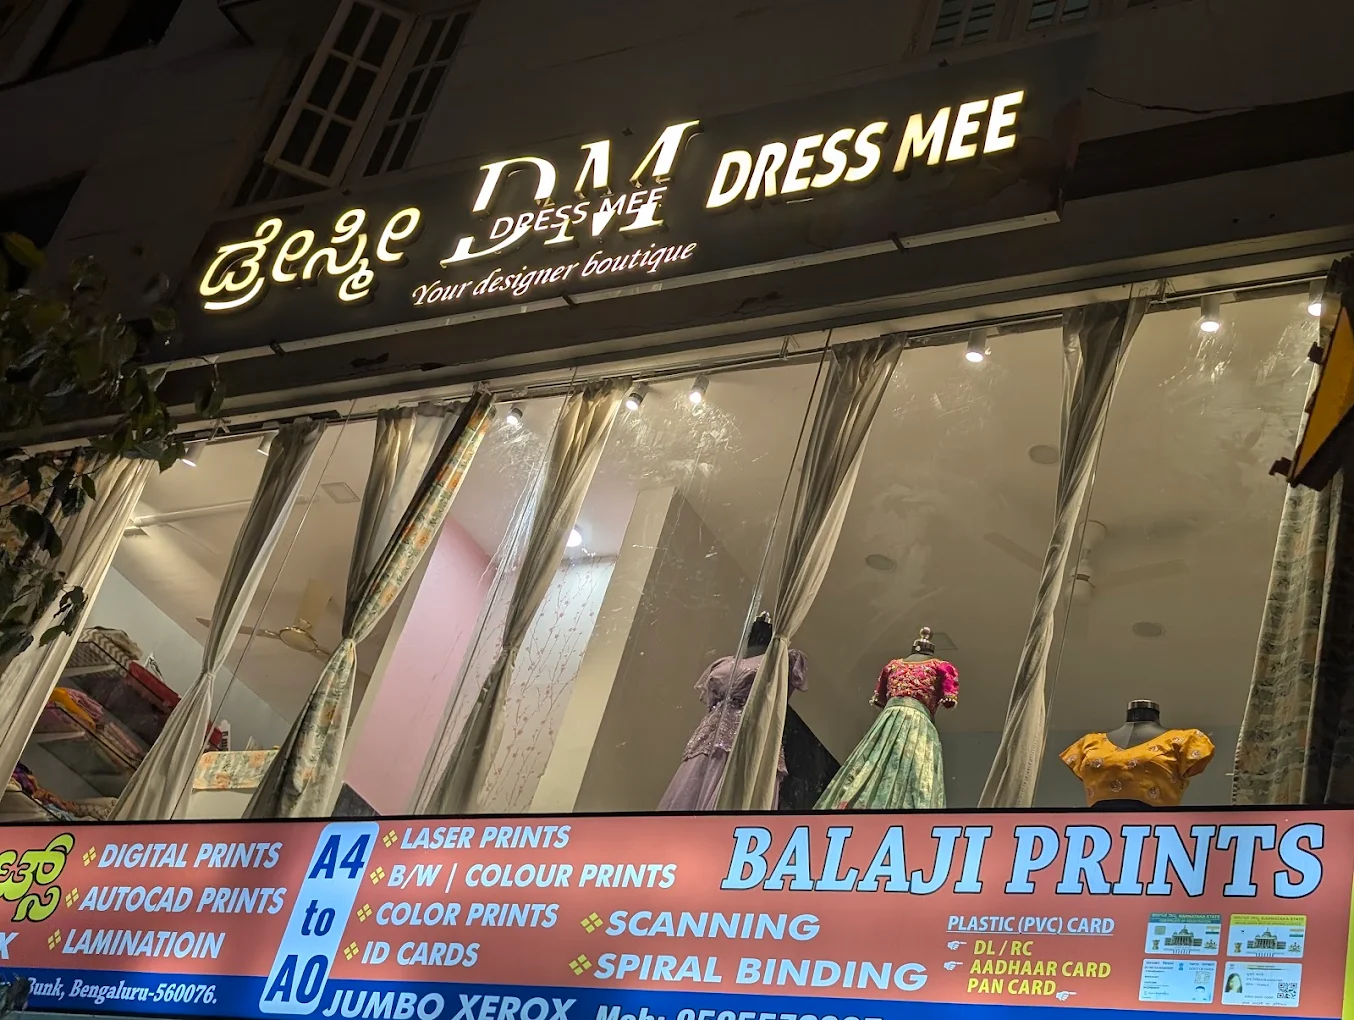 ಡ್ರೇಸ್ಮೀ
DM
DRESS MEE
Your designer boutique
DRESS MEE
DIGITAL PRINTS
AUTOCAD PRINTS
LAMINATIOIN
A4
to
A0
LASER PRINTS
B/W | COLOUR PRINTS
COLOR PRINTS
ID CARDS
SCANNING
SPIRAL BINDING
BALAJI PRINTS
PLASTIC (PVC) CARD
DL / RC
AADHAAR CARD
PAN CARD
Bunk, Bengaluru-560076.
JUMBO XEROX
Mob: